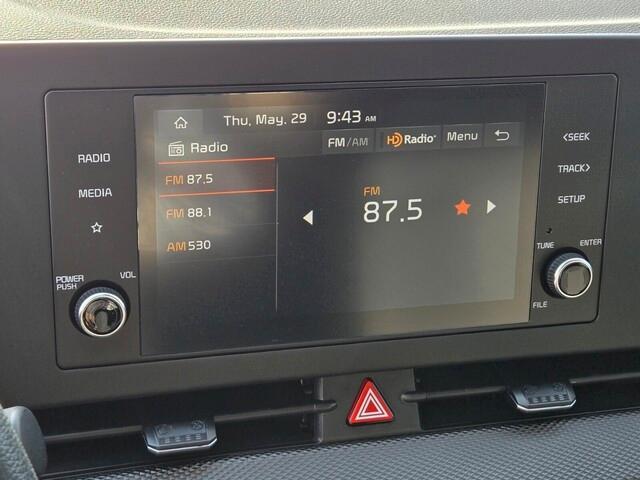 Thu, May. 29 9:43 AM
Radio FM/AM HD Radio Menu
FM 87.5
FM 88.1
AM 530
FM
87.5
RADIO
MEDIA
POWER
PUSH
VOL
<SEEK
TRACK>
SETUP
TUNE
ENTER
FILE